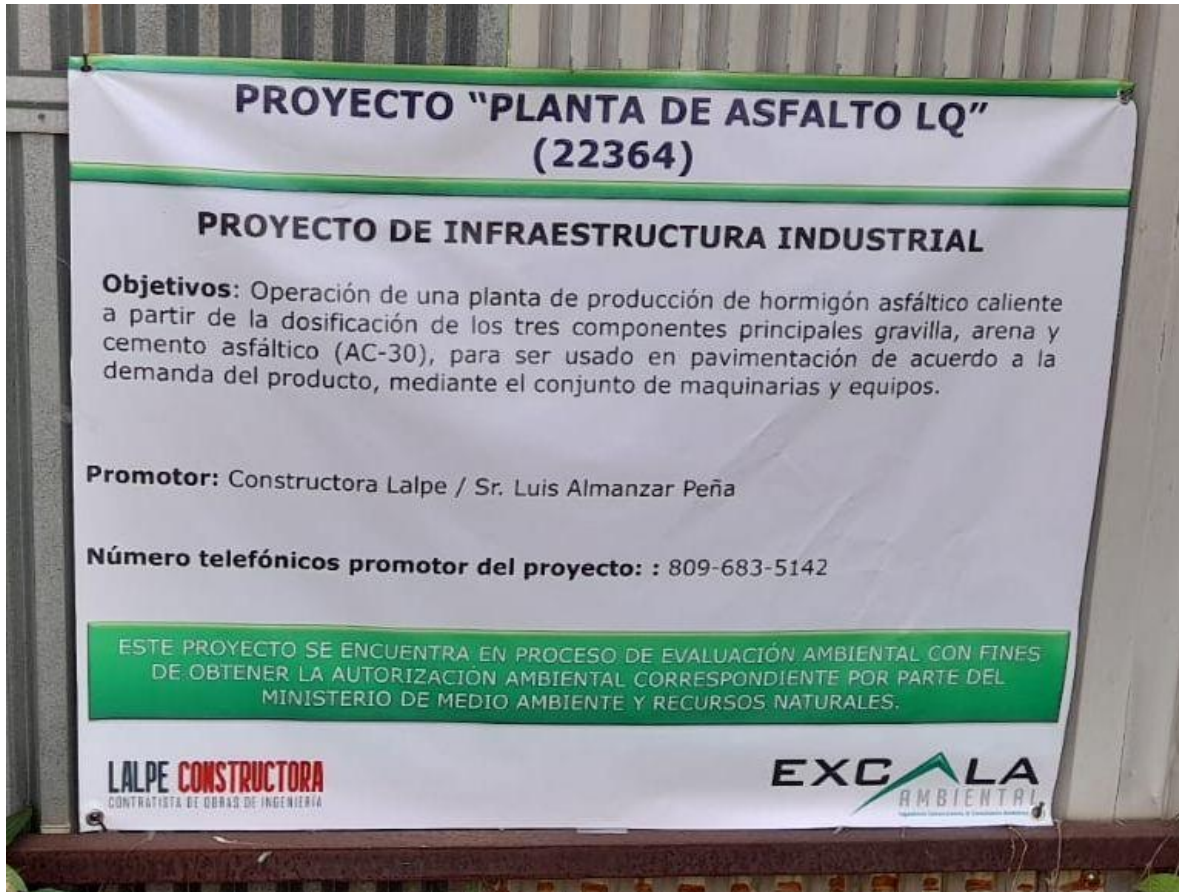 PROYECTO “PLANTA DE ASFALTO LQ”
(22364)
PROYECTO DE INFRAESTRUCTURA INDUSTRIAL
Objetivos: Operación de una planta de producción de hormigón asfáltico caliente
a partir de la dosificación de los tres componentes principales gravilla, arena y
cemento asfáltico (AC-30), para ser usado en pavimentación de acuerdo a la
demanda del producto, mediante el conjunto de maquinarias y equipos.
Promotor: Constructora Lalpe / Sr. Luis Almanzar Peña
Número telefónicos promotor del proyecto: : 809-683-5142
ESTE PROYECTO SE ENCUENTRA EN PROCESO DE EVALUACIÓN AMBIENTAL CON FINES
DE OBTENER LA AUTORIZACIÓN AMBIENTAL CORRESPONDIENTE POR PARTE DEL
MINISTERIO DE MEDIO AMBIENTE Y RECURSOS NATURALES.
LALPE CONSTRUCTORA
CONTRATISTA DE OBRAS DE INGENIERÍA
EXCALA
AMBIENTAL